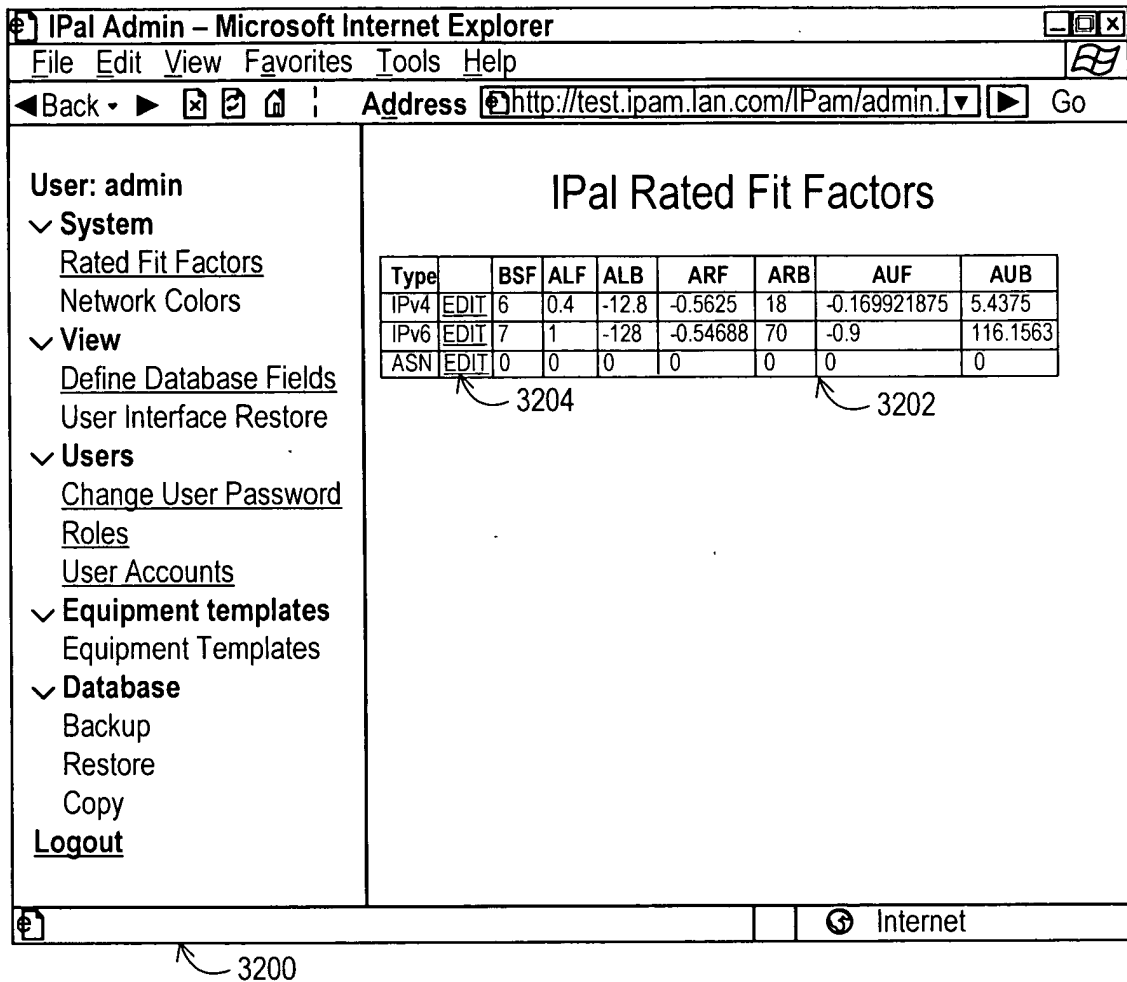 IPal Admin – Microsoft Internet Explorer
File Edit View Favorites Tools Help
Back Address http://test.ipam.lan.com/IPam/admin. Go
User: admin
System
Rated Fit Factors
Network Colors
View
Define Database Fields
User Interface Restore
Users
Change User Password
Roles
User Accounts
Equipment templates
Equipment Templates
Database
Backup
Restore
Copy
Logout
IPal Rated Fit Factors
Type BSF ALF ALB ARF ARB AUF AUB
IPv4 EDIT 6 0.4 -12.8 -0.5625 18 -0.169921875 5.4375
IPv6 EDIT 7 1 -128 -0.54688 70 -0.9 116.1563
ASN EDIT 0 0 0 0 0 0 0
3204 3202
Internet
3200